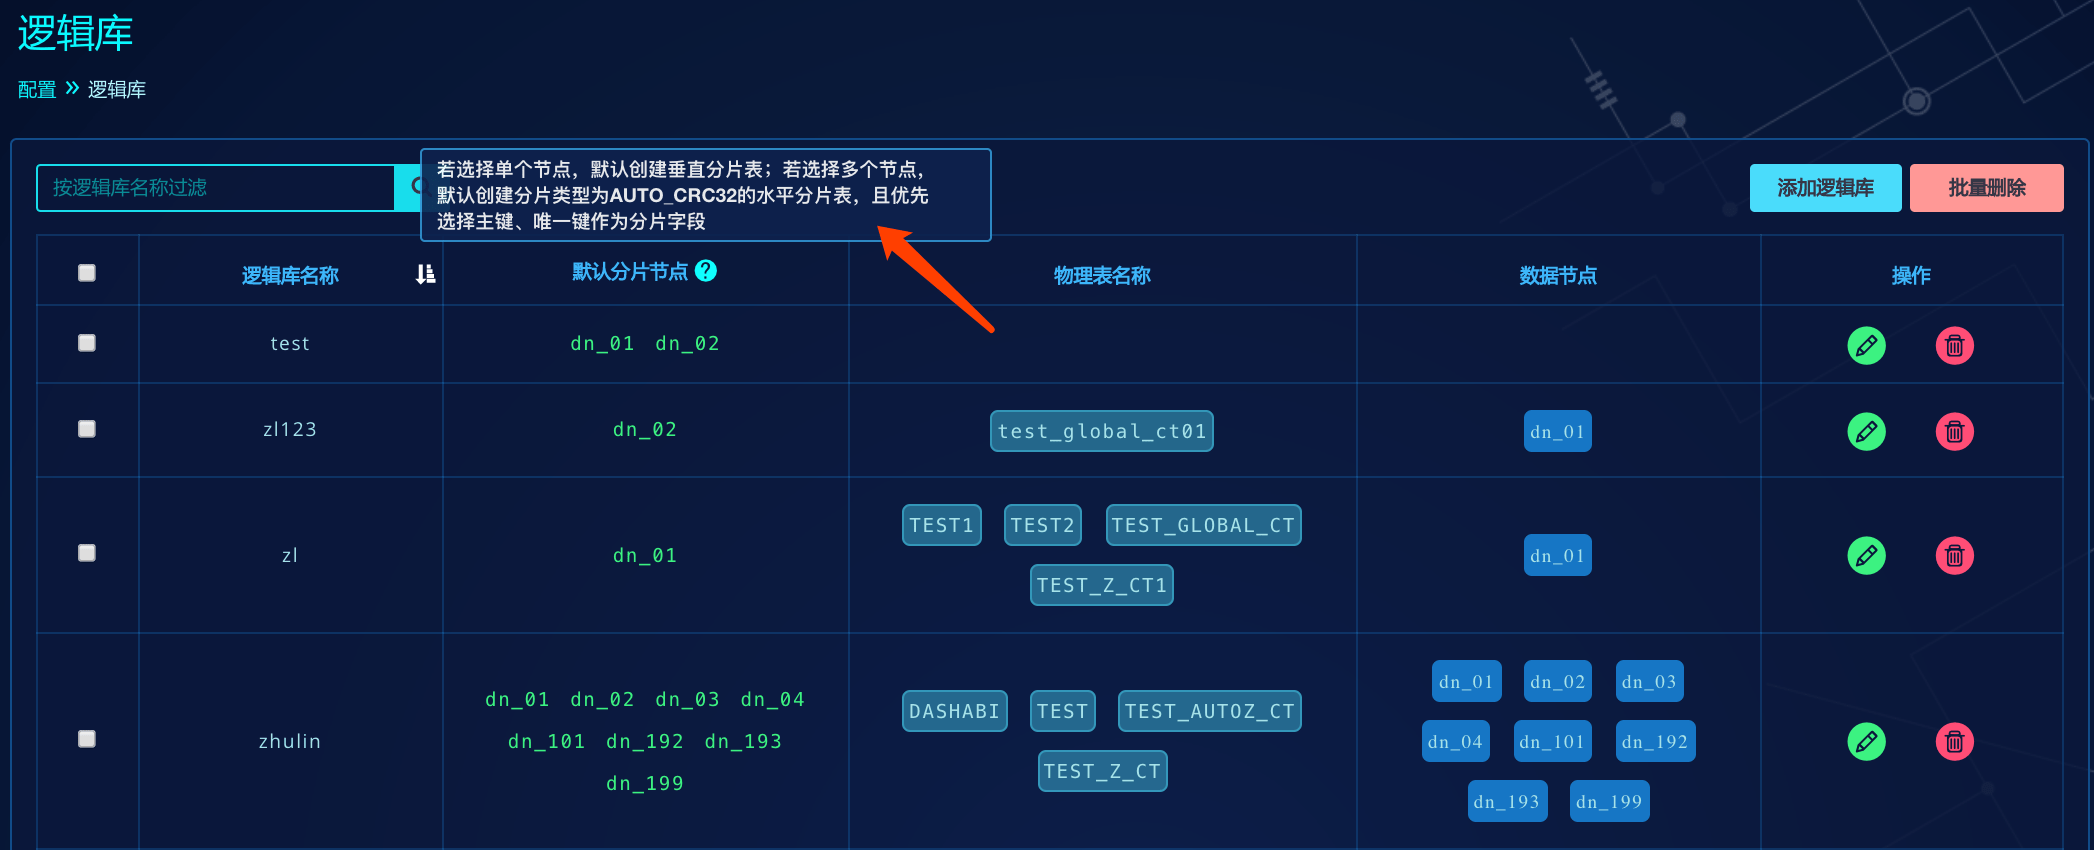 逻辑库
配置 » 逻辑库
按逻辑库名称过滤
若选择单个节点，默认创建垂直分片表；若选择多个节点，
默认创建分片类型为AUTO_CRC32的水平分片表，且优先
选择主键、唯一键作为分片字段
添加逻辑库 批量删除
逻辑库名称 默认分片节点 ? 物理表名称 数据节点 操作
test dn_01 dn_02
zl123 dn_02 test_global_ct01 dn_01
TEST1 TEST2 TEST_GLOBAL_CT
zl dn_01 dn_01
TEST_Z_CT1
dn_01 dn_02 dn_03
dn_01 dn_02 dn_03 dn_04 DASHABI TEST TEST_AUTOZ_CT
zhulin dn_101 dn_192 dn_193 dn_04 dn_101 dn_192
TEST_Z_CT
dn_199 dn_193 dn_199